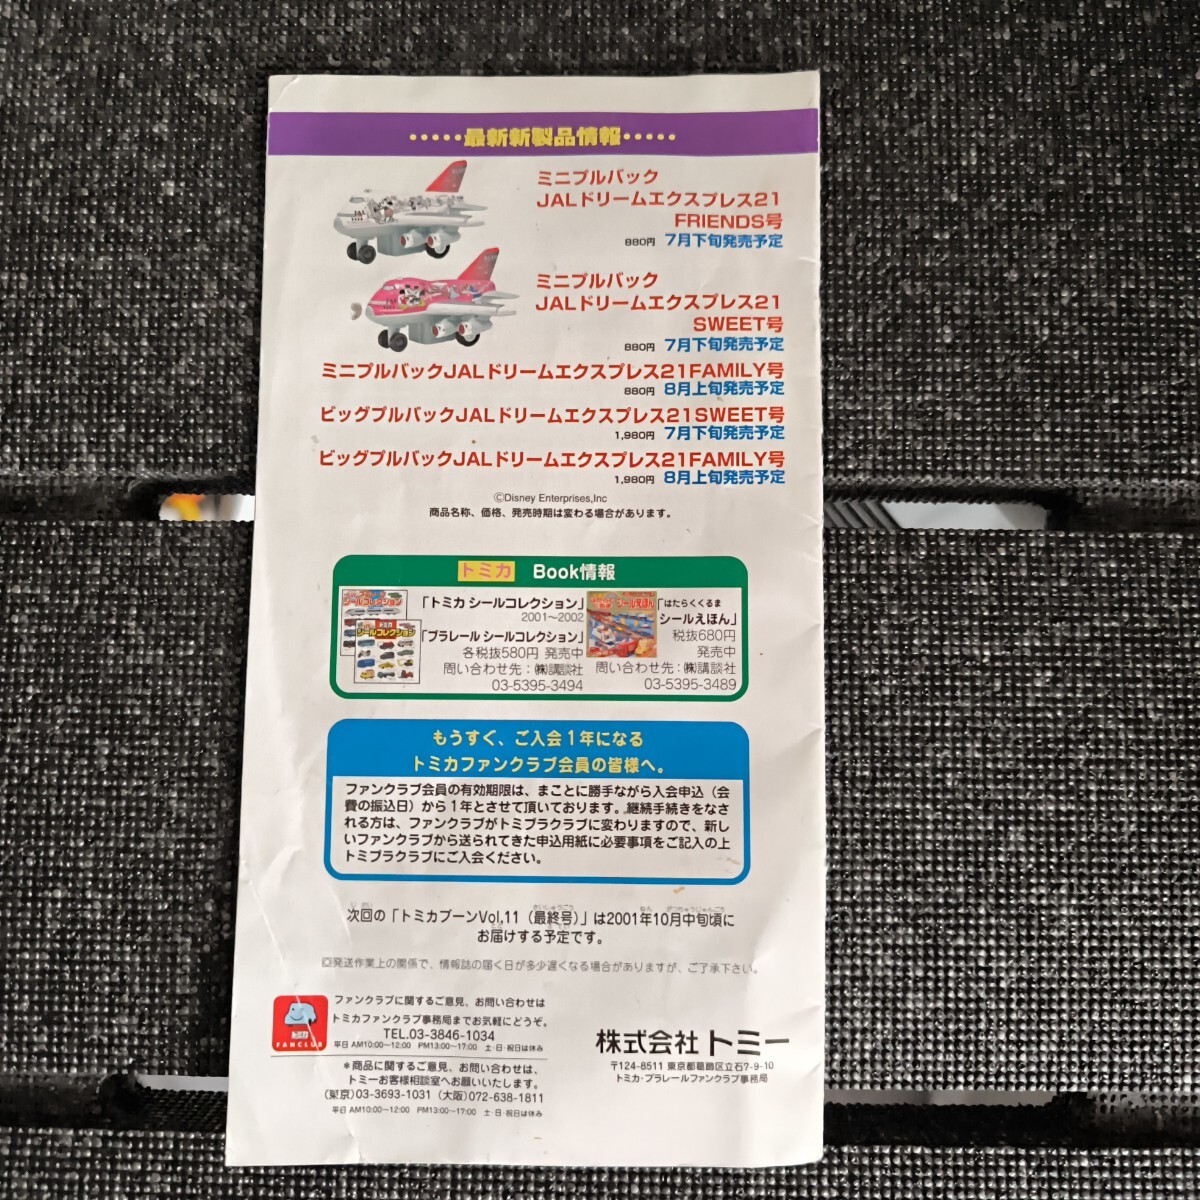 ・・・・・最新新製品情報・・・・・
ミニプルバック
JALドリームエクスプレス21
FRIENDS号
880円 7月下旬発売予定
ミニプルバック
JALドリームエクスプレス21
SWEET号
880円 7月下旬発売予定
ミニプルバックJALドリームエクスプレス21FAMILY号
880円 8月上旬発売予定
ビッグプルバックJALドリームエクスプレス21SWEET号
1,980円 7月下旬発売予定
ビッグプルバックJALドリームエクスプレス21FAMILY号
1,980円 8月上旬発売予定
©Disney Enterprises,Inc
商品名称、価格、発売時期は変わる場合があります。
トミカ Book情報
シールコレクション
トミカ
シールコレクション
「トミカ シールコレクション」
2001〜2002
「プラレール シールコレクション」
各税抜580円 発売中
問い合わせ先：㈱講談社
03-5395-3494
シールえほん
「はたらくくるま
シールえほん」
税抜680円
発売中
問い合わせ先：㈱講談社
03-5395-3489
もうすぐ、ご入会1年になる
トミカファンクラブ会員の皆様へ。
ファンクラブ会員の有効期限は、まことに勝手ながら入会申込（会
費の振込日）から1年とさせて頂いております。継続手続きをなさ
れる方は、ファンクラブがトミプラクラブに変わりますので、新し
いファンクラブから送られてきた申込用紙に必要事項をご記入の上
トミプラクラブにご入会ください。
次回の「トミカブーンVol,11（最終号）」は2001年10月中旬頃に
お届けする予定です。
◎発送作業上の関係で、情報誌の届く日が多少遅くなる場合がありますが、ご了承下さい。
FANCLUB
ファンクラブに関するご意見、お問い合わせは
トミカファンクラブ事務局までお気軽にどうぞ。
TEL.03-3846-1034
平日 AM10:00〜12:00 PM13:00〜17:00 土・日・祝日は休み
＊商品に関するご意見、お問い合わせは、
トミーお客様相談室へお願いいたします。
(東京)03-3693-1031 (大阪)072-638-1811
平日 AM10:00〜12:00 PM13:00〜17:00 土・日・祝日は休み
株式会社 トミー
〒124-8511 東京都葛飾区立石7-9-10
トミカ・プラレールファンクラブ事務局